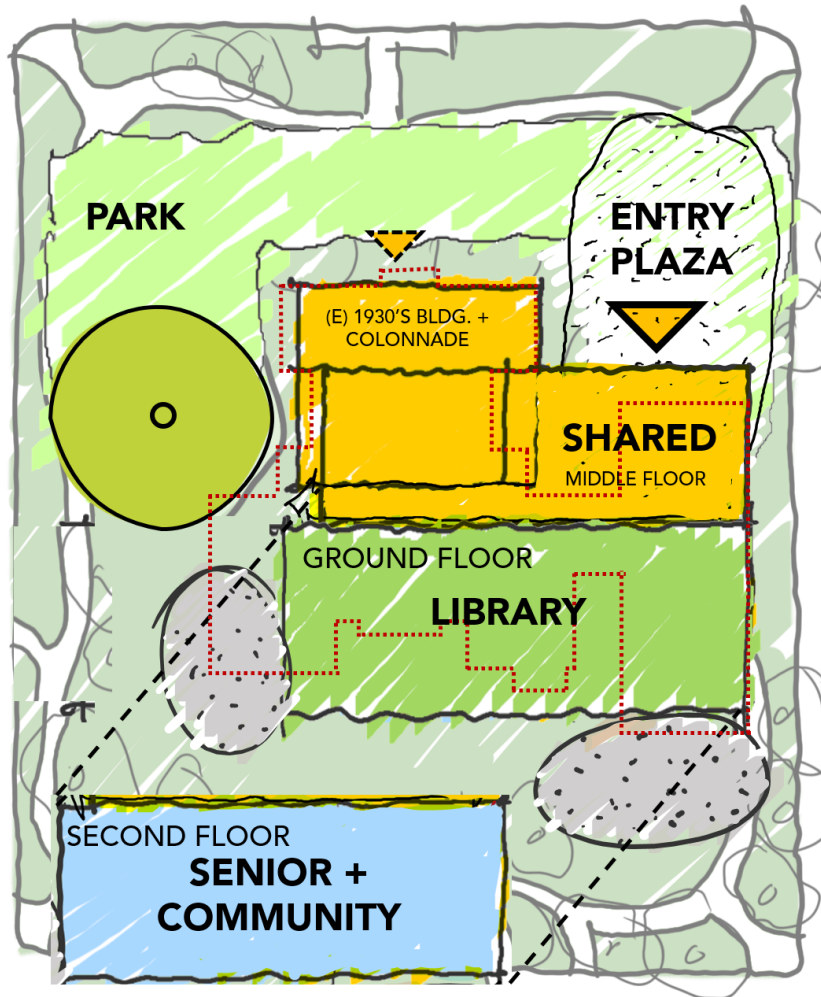 PARK
ENTRY
PLAZA
(E) 1930'S BLDG. +
COLONNADE
SHARED
MIDDLE FLOOR
GROUND FLOOR
LIBRARY
SECOND FLOOR
SENIOR +
COMMUNITY